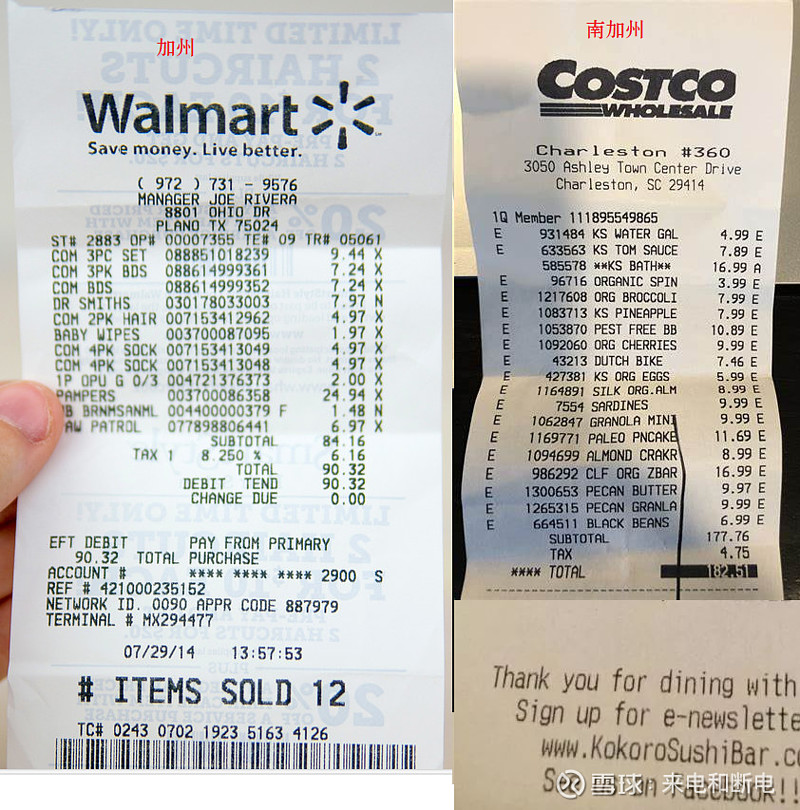 加州
Walmart
Save money. Live better.
( 972 ) 731 - 9576
MANAGER JOE RIVERA
8801 OHIO DR
PLANO TX 75024
ST# 2883 OP# 00007355 TE# 09 TR# 05061
COM 3PC SET 088851018239 9.44 X
COM 3PK BDS 088614999361 7.24 X
COM BDS 088614999352 7.24 X
DR SMITHS 030178033003 7.97 N
COM 2PK HAIR 007153412962 4.97 X
BABY WIPES 003700087095 1.97 X
COM 4PK SOCK 007153413049 4.97 X
COM 4PK SOCK 007153413048 4.97 X
1P OPU G 0/3 004721376373 2.00 X
PAMPERS 003700086358 24.94 X
B BRNMSANML 004400000379 F 1.48 N
AW PATROL 077898806441 6.97 X
SUBTOTAL 84.16
TAX 1 8.250 % 6.16
TOTAL 90.32
DEBIT TEND 90.32
CHANGE DUE 0.00
EFT DEBIT PAY FROM PRIMARY
90.32 TOTAL PURCHASE
ACCOUNT # **** **** **** 2900 S
REF # 421000235152
NETWORK ID. 0090 APPR CODE 887979
TERMINAL # MX294477
07/29/14 13:57:53
# ITEMS SOLD 12
TC# 0243 0702 1923 5163 4126
南加州
COSTCO
WHOLESALE
Charleston #360
3050 Ashley Town Center Drive
Charleston, SC 29414
1Q Member 111895549865
E 931484 KS WATER GAL 4.99 E
E 633563 KS TOM SAUCE 7.89 E
585578 **KS BATH** 16.99 A
E 96716 ORGANIC SPIN 3.99 E
E 1217608 ORG BROCCOLI 7.99 E
E 1083713 KS PINEAPPLE 7.99 E
E 1053870 PEST FREE BB 10.89 E
E 1092060 ORG CHERRIES 9.99 E
E 43213 DUTCH BIKE 7.46 E
E 427381 KS ORG EGGS 5.99 E
E 1164891 SILK ORG.ALM 8.99 E
E 7554 SARDINES 9.99 E
E 1062847 GRANOLA MINI 9.99 E
E 1169771 PALEO PNCAKE 11.69 E
E 1094699 ALMOND CRAKR 8.99 E
E 986292 CLF ORG ZBAR 16.99 E
E 1300653 PECAN BUTTER 9.97 E
E 1265315 PECAN GRANLA 9.99 E
E 664511 BLACK BEANS 6.99 E
SUBTOTAL 177.76
TAX 4.75
**** TOTAL 182.51
Thank you for dining with
Sign up for e-newslette
www.KokoroSushiBar.co
See on Facebook!!
雪球：来电和断电